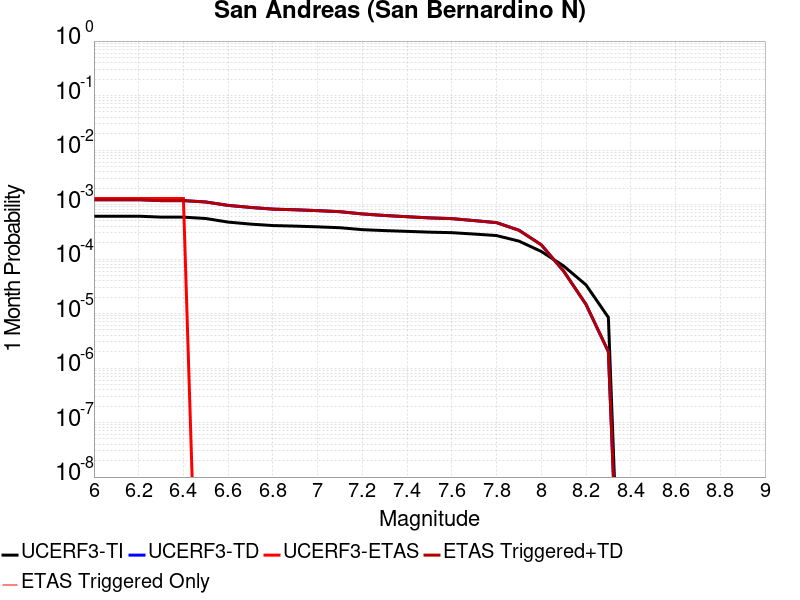 San Andreas (San Bernardino N)
10^0
10^-1
10^-2
10^-3
10^-4
10^-5
10^-6
10^-7
10^-8
1 Month Probability
6 6.2 6.4 6.6 6.8 7 7.2 7.4 7.6 7.8 8 8.2 8.4 8.6 8.8 9
Magnitude
UCERF3-TI UCERF3-TD UCERF3-ETAS ETAS Triggered+TD
ETAS Triggered Only